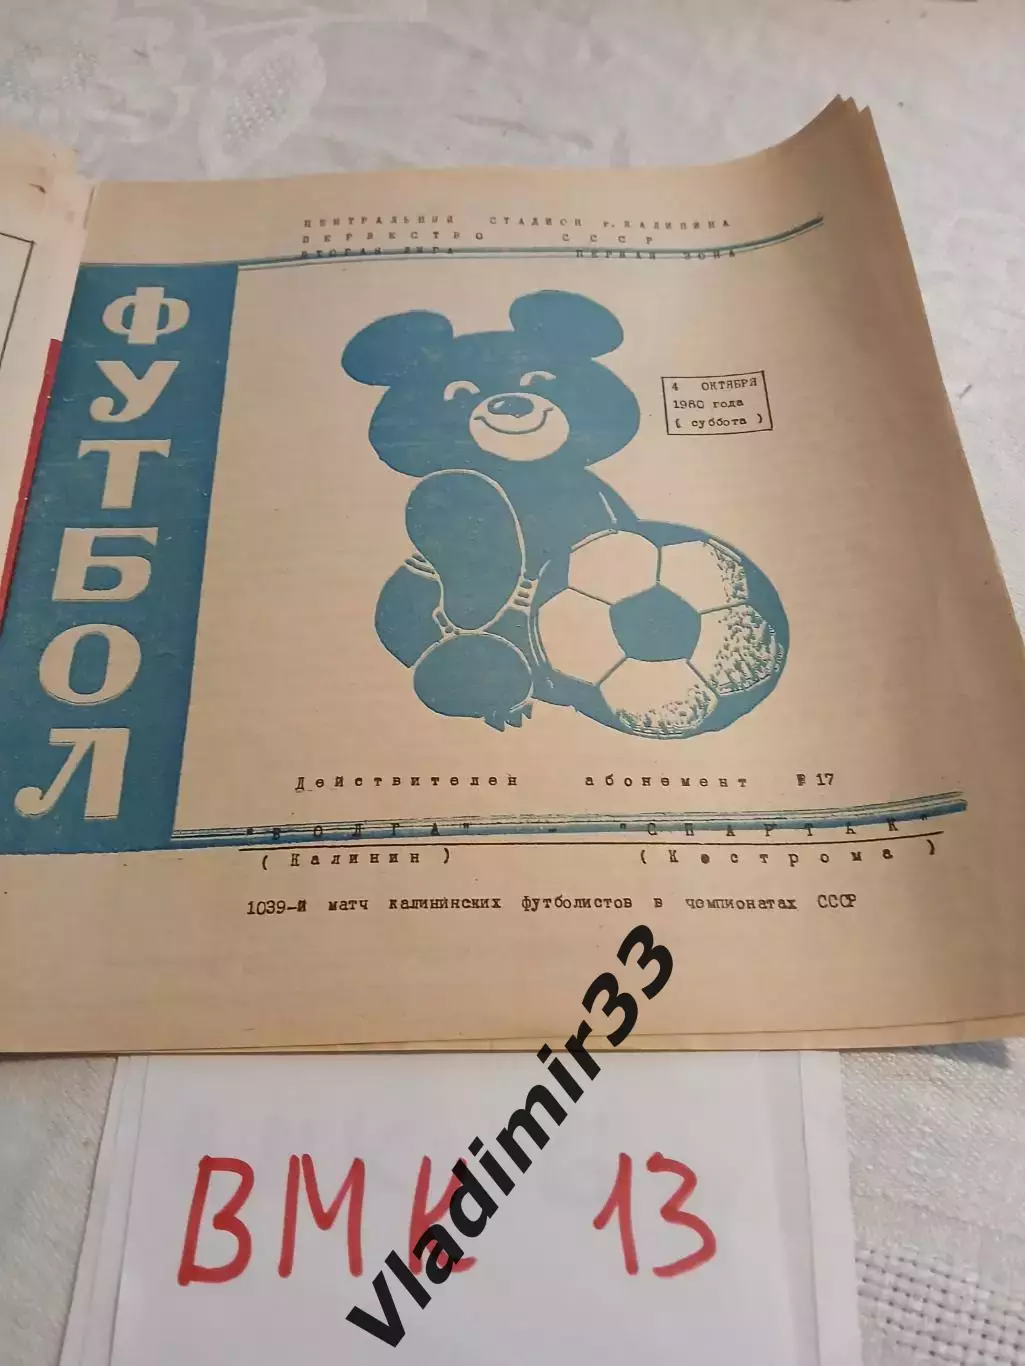 ЦЕНТРАЛЬНЫЙ СТАДИОН г.КАЛИНИНА
ПЕРВЕСТВО СССР
ВТОРАЯ ЛИГА ПЕРВАЯ ЗОНА
ФУТБОЛ
4 ОКТЯБРЯ
1980 года
( суббота )
Действителен абонемент № 17
"ВОЛГА" - "СПАРТАК"
( Калинин ) ( Кострома )
1039-й матч калининских футболистов в чемпионатах СССР
vladimir33
ВМК 13